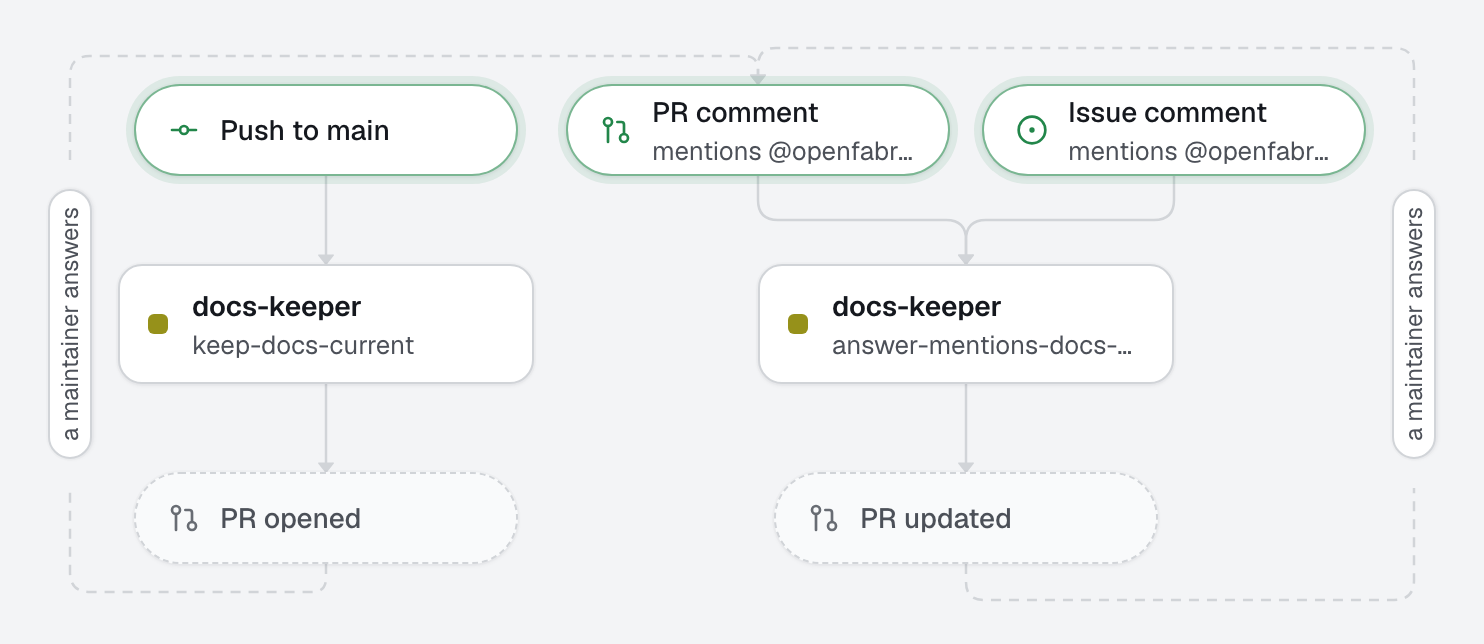 Push to main
PR comment
mentions @openfabr…
Issue comment
mentions @openfabr…
a maintainer answers
docs-keeper
keep-docs-current
docs-keeper
answer-mentions-docs-…
a maintainer answers
PR opened
PR updated